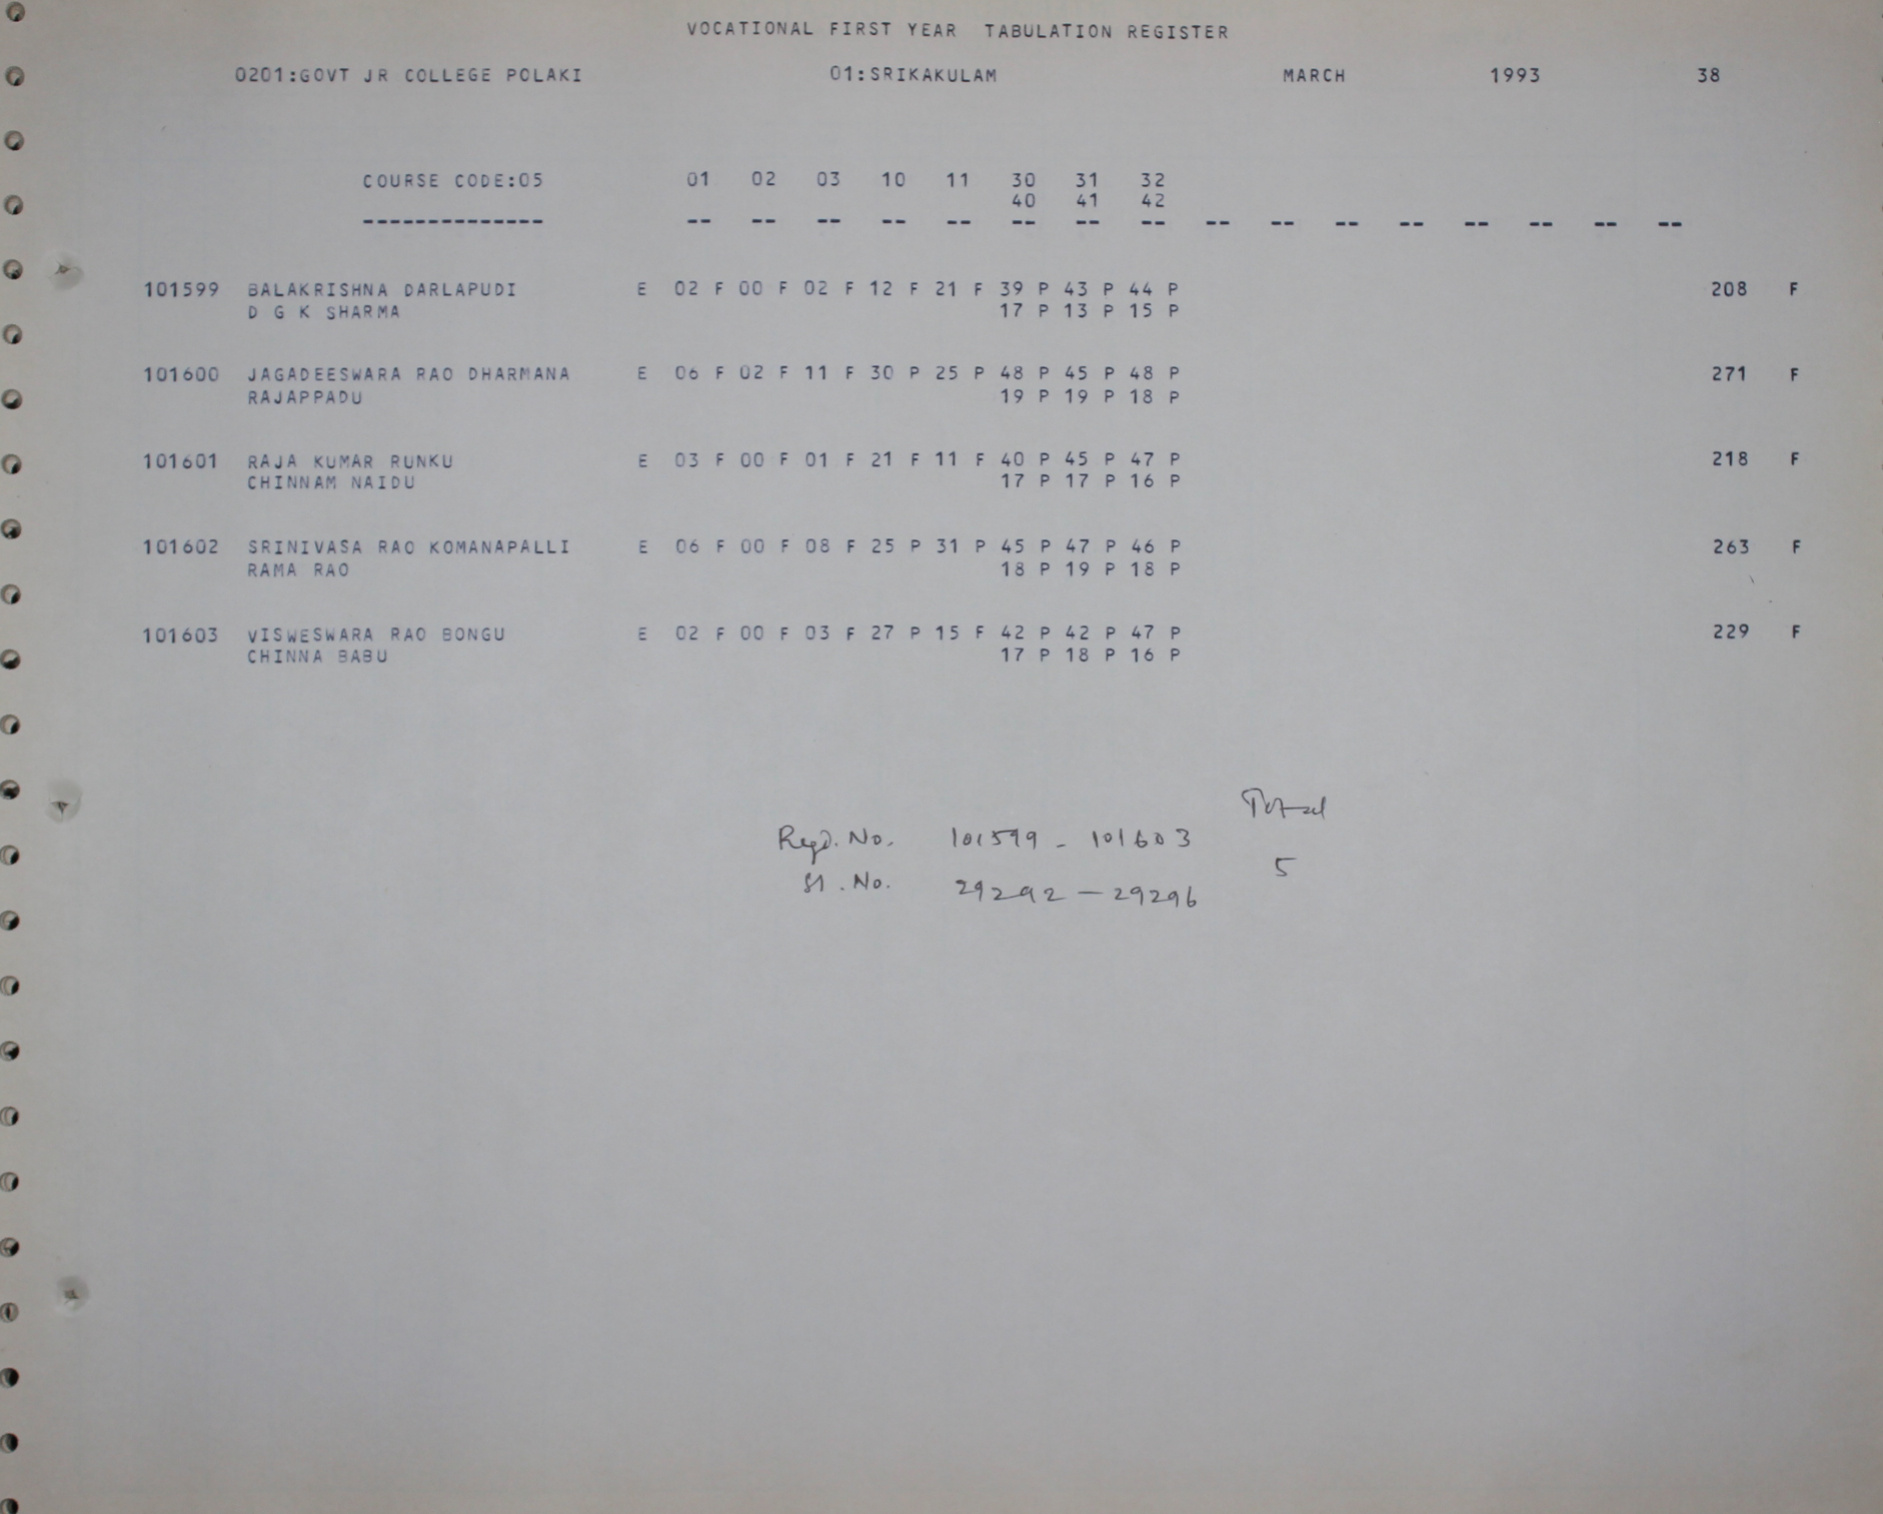 VOCATIONAL FIRST YEAR TABULATION REGISTER
0201:GOVT JR COLLEGE POLAKI 01:SRIKAKULAM MARCH 1993 38
COURSE CODE:05 01 02 03 10 11 30 31 32
40 41 42
-------------- -- -- -- -- -- -- -- -- -- -- -- -- -- -- -- --
101599 BALAKRISHNA DARLAPUDI E 02 F 00 F 02 F 12 F 21 F 39 P 43 P 44 P 208 F
D G K SHARMA 17 P 13 P 15 P
101600 JAGADEESWARA RAO DHARMANA E 06 F 02 F 11 F 30 P 25 P 48 P 45 P 48 P 271 F
RAJAPPADU 19 P 19 P 18 P
101601 RAJA KUMAR RUNKU E 03 F 00 F 01 F 21 F 11 F 40 P 45 P 47 P 218 F
CHINNAM NAIDU 17 P 17 P 16 P
101602 SRINIVASA RAO KOMANAPALLI E 06 F 00 F 08 F 25 P 31 P 45 P 47 P 46 P 263 F
RAMA RAO 18 P 19 P 18 P
101603 VISWESWARA RAO BONGU E 02 F 00 F 03 F 27 P 15 F 42 P 42 P 47 P 229 F
CHINNA BABU 17 P 18 P 16 P
Total
Regd. No. 101599 - 101603
5
Sl. No. 29292 - 29296